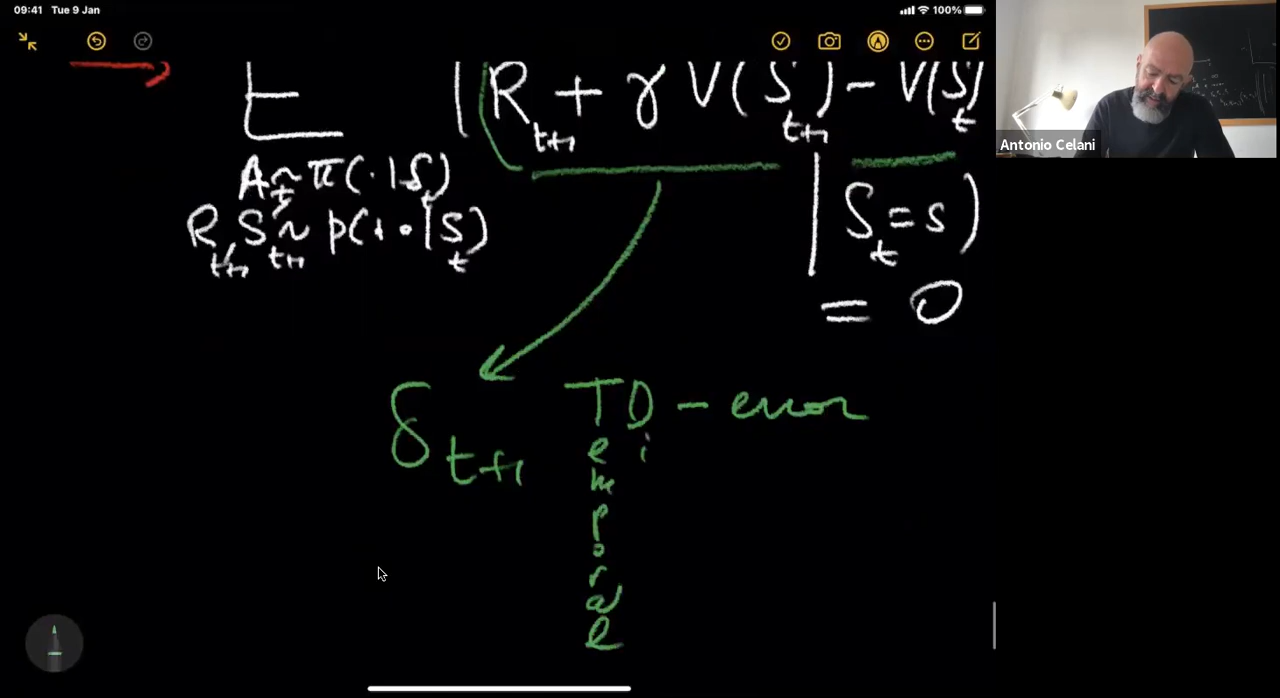 09:41 Tue 9 Jan
100%
E ( R_{t+1} + γ V(S_{t+1}) - V(S_t)
Antonio Celani
A_t ~ π(·|S_t)
| S_t = s )
R_{t+1} S_{t+1} ~ p( · |S_t)
= 0
δ_{t+1} TD - error
e i
m
p
o
r
a
l